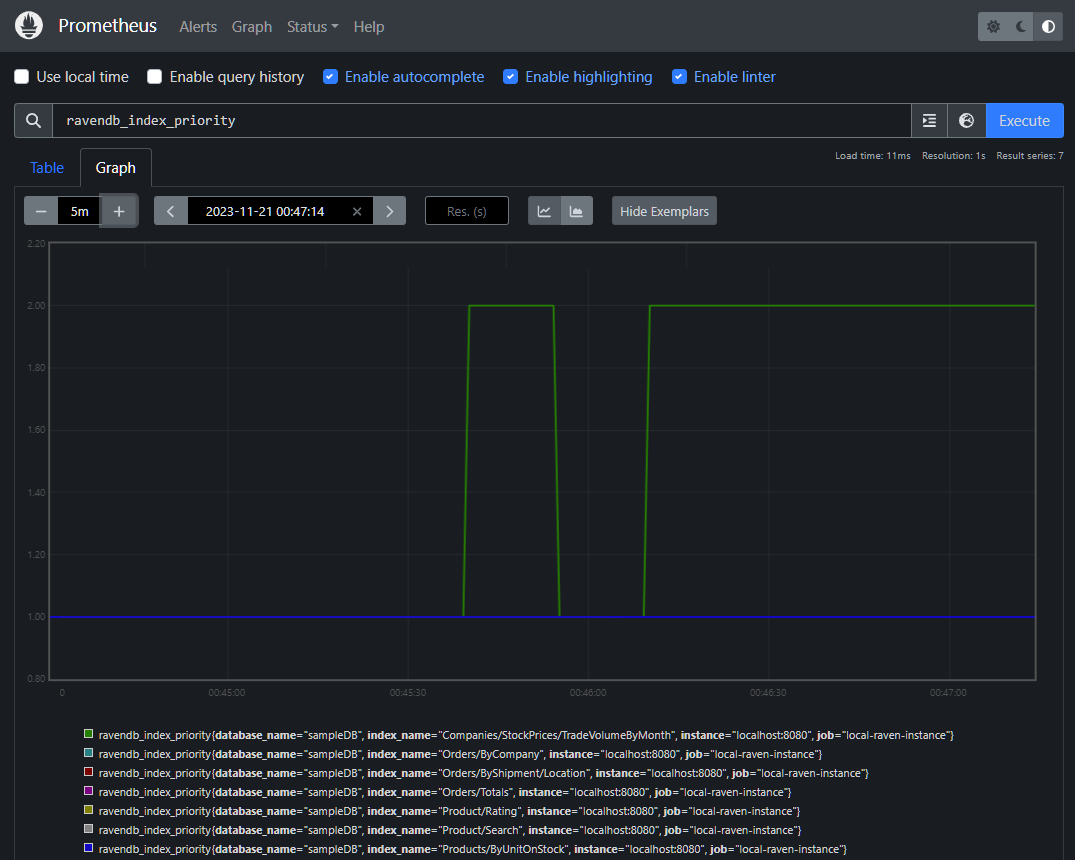 Prometheus Alerts Graph Status Help
Use local time Enable query history Enable autocomplete Enable highlighting Enable linter
ravendb_index_priority Execute
Load time: 11ms Resolution: 1s Result series: 7
Table Graph
− 5m + < 2023-11-21 00:47:14 × > Res. (s) Hide Exemplars
2.20
2.00
1.80
1.60
1.40
1.20
1.00
0.80
0 00:45:00 00:45:30 00:46:00 00:46:30 00:47:00
ravendb_index_priority{database_name="sampleDB", index_name="Companies/StockPrices/TradeVolumeByMonth", instance="localhost:8080", job="local-raven-instance"}
ravendb_index_priority{database_name="sampleDB", index_name="Orders/ByCompany", instance="localhost:8080", job="local-raven-instance"}
ravendb_index_priority{database_name="sampleDB", index_name="Orders/ByShipment/Location", instance="localhost:8080", job="local-raven-instance"}
ravendb_index_priority{database_name="sampleDB", index_name="Orders/Totals", instance="localhost:8080", job="local-raven-instance"}
ravendb_index_priority{database_name="sampleDB", index_name="Product/Rating", instance="localhost:8080", job="local-raven-instance"}
ravendb_index_priority{database_name="sampleDB", index_name="Product/Search", instance="localhost:8080", job="local-raven-instance"}
ravendb_index_priority{database_name="sampleDB", index_name="Products/ByUnitOnStock", instance="localhost:8080", job="local-raven-instance"}